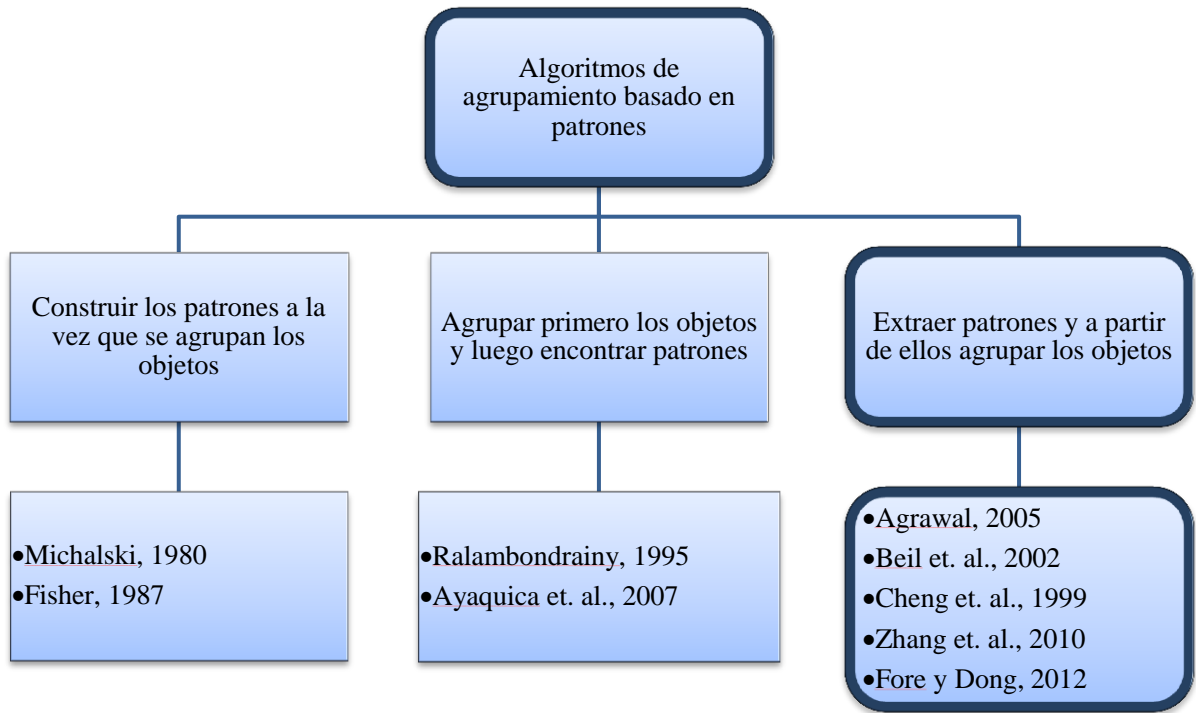 Algoritmos de
agrupamiento basado en
patrones
Construir los patrones a la
vez que se agrupan los
objetos
Agrupar primero los objetos
y luego encontrar patrones
Extraer patrones y a partir
de ellos agrupar los objetos
•Michalski, 1980
•Fisher, 1987
•Ralambondrainy, 1995
•Ayaquica et. al., 2007
•Agrawal, 2005
•Beil et. al., 2002
•Cheng et. al., 1999
•Zhang et. al., 2010
•Fore y Dong, 2012